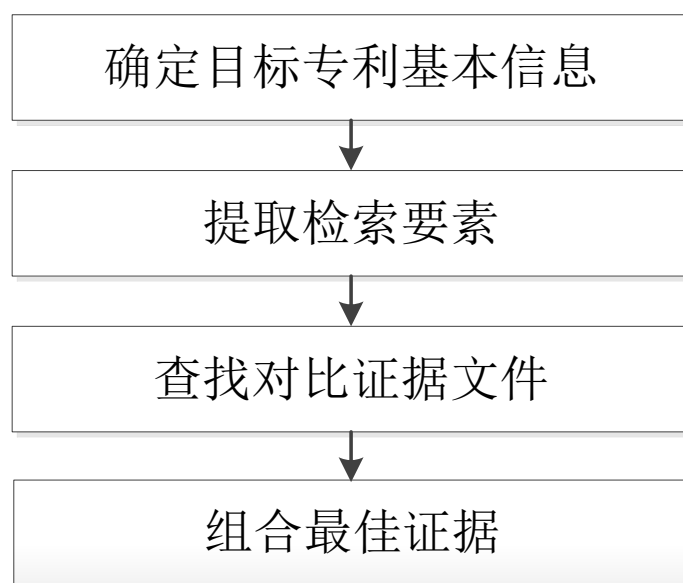 确定目标专利基本信息
提取检索要素
查找对比证据文件
组合最佳证据